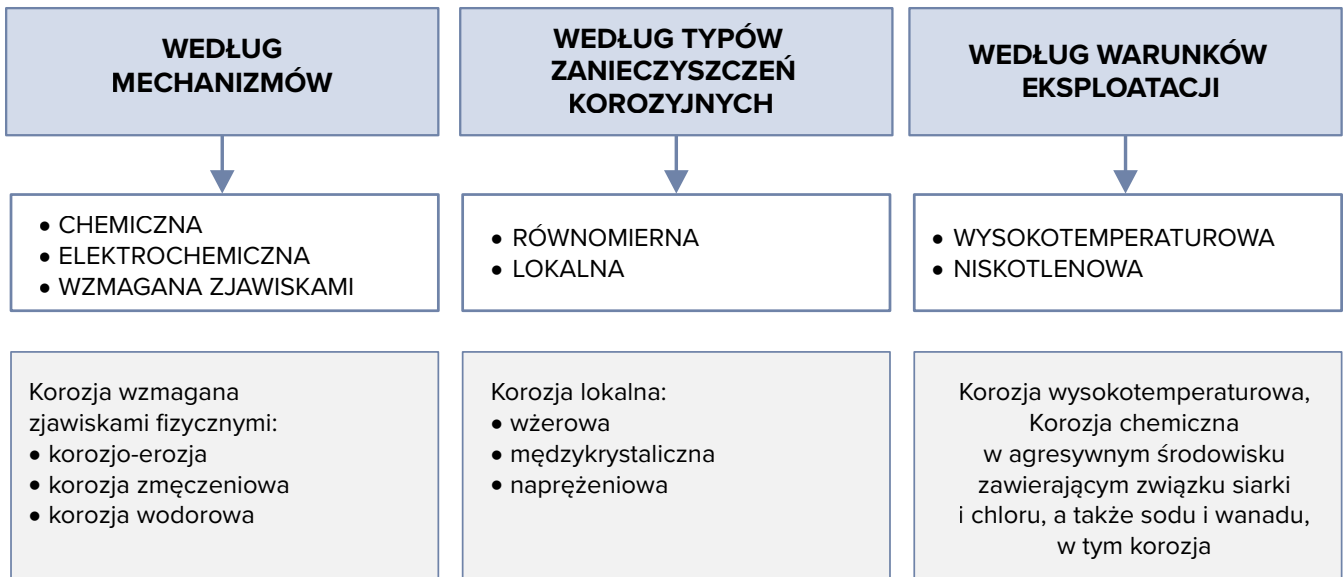 WEDŁUG
MECHANIZMÓW
WEDŁUG TYPÓW
ZANIECZYSZCZEŃ
KOROZYJNYCH
WEDŁUG WARUNKÓW
EKSPLOATACJI
• CHEMICZNA
• ELEKTROCHEMICZNA
• WZMAGANA ZJAWISKAMI
• RÓWNOMIERNA
• LOKALNA
• WYSOKOTEMPERATUROWA
• NISKOTLENOWA
Korozja wzmagana
zjawiskami fizycznymi:
• korozjo-erozja
• korozja zmęczeniowa
• korozja wodorowa
Korozja lokalna:
• wżerowa
• mędzykrystaliczna
• naprężeniowa
Korozja wysokotemperaturowa,
Korozja chemiczna
w agresywnym środowisku
zawierającym związku siarki
i chloru, a także sodu i wanadu,
w tym korozja